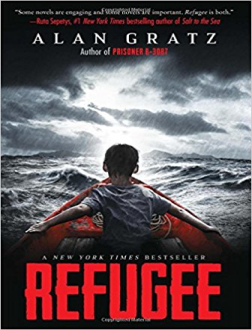 "Some novels are engaging and some novels are important. Refugee is both."
—Ruta Sepetys, #1 New York Times bestselling author of Salt to the Sea
ALAN GRATZ
Author of PRISONER B-3087
A NEW YORK TIMES BESTSELLER
REFUGEE